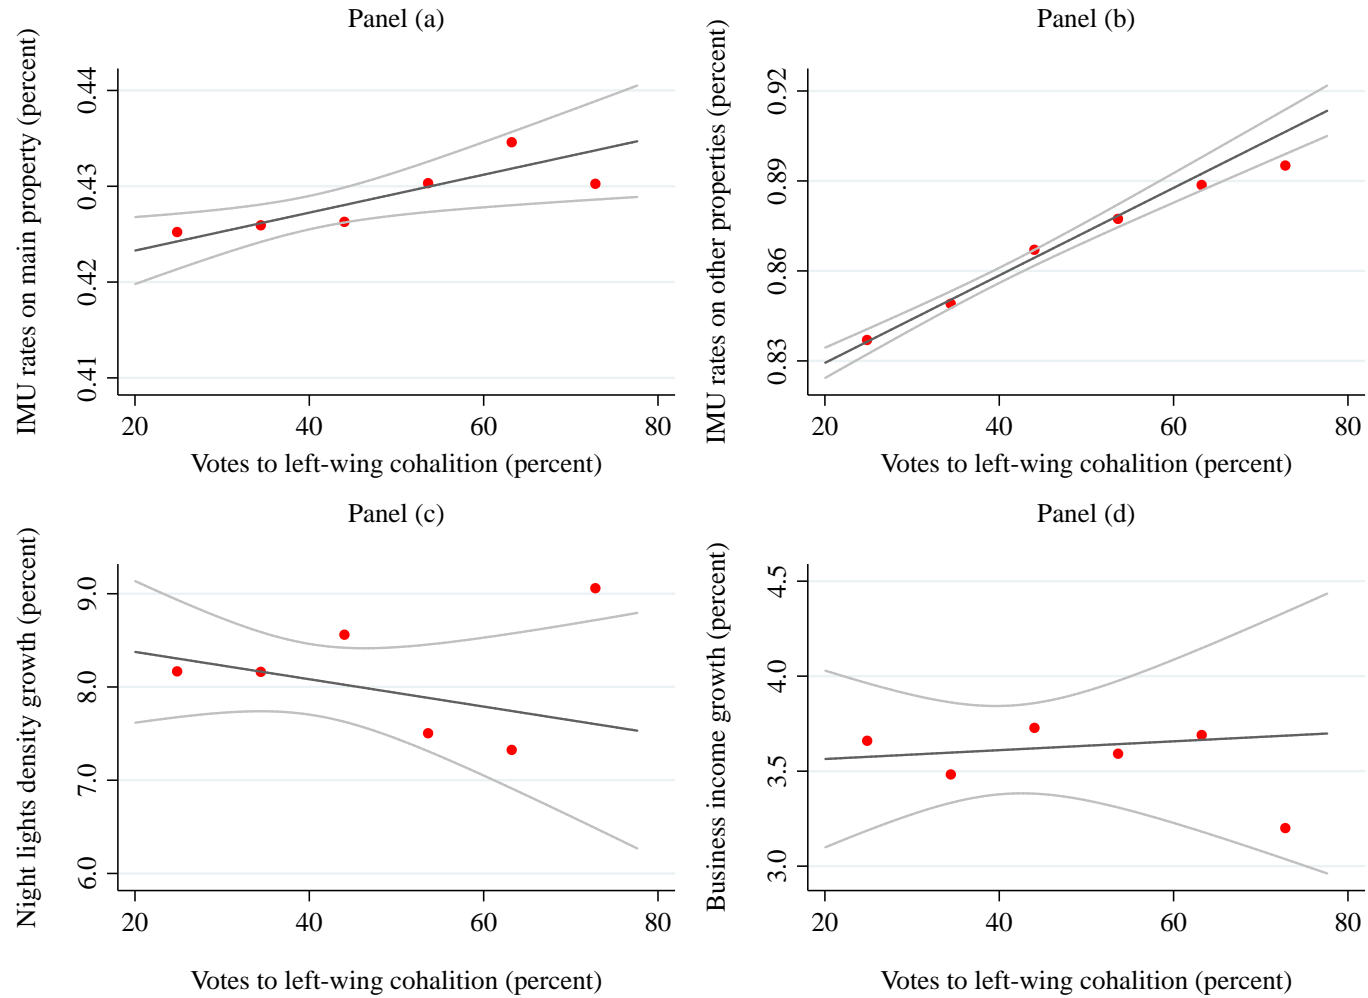 Panel (a)
IMU rates on main property (percent)
0.44
0.43
0.42
0.41
20 40 60 80
Votes to left-wing cohalition (percent)
Panel (b)
IMU rates on other properties (percent)
0.92
0.89
0.86
0.83
20 40 60 80
Votes to left-wing cohalition (percent)
Panel (c)
Night lights density growth (percent)
9.0
8.0
7.0
6.0
20 40 60 80
Votes to left-wing cohalition (percent)
Panel (d)
Business income growth (percent)
4.5
4.0
3.5
3.0
20 40 60 80
Votes to left-wing cohalition (percent)